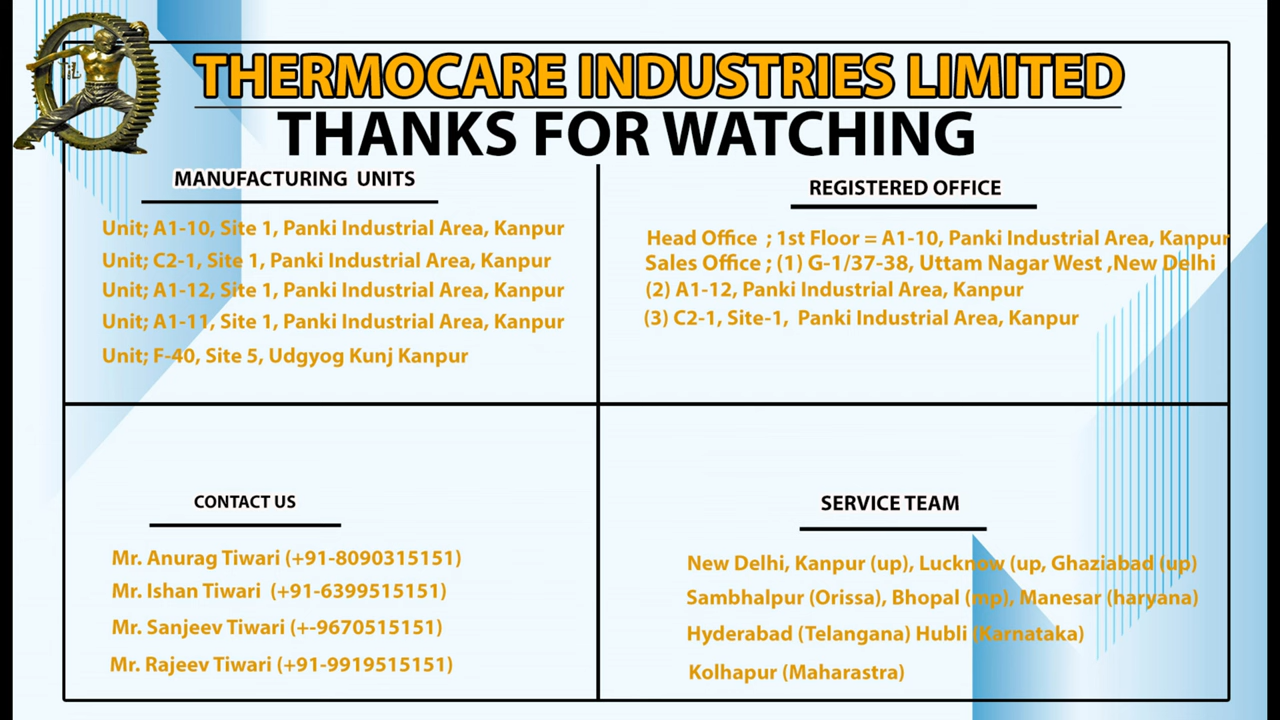 THERMOCARE INDUSTRIES LIMITED
THANKS FOR WATCHING
MANUFACTURING UNITS
Unit; A1-10, Site 1, Panki Industrial Area, Kanpur
Unit; C2-1, Site 1, Panki Industrial Area, Kanpur
Unit; A1-12, Site 1, Panki Industrial Area, Kanpur
Unit; A1-11, Site 1, Panki Industrial Area, Kanpur
Unit; F-40, Site 5, Udgyog Kunj Kanpur
REGISTERED OFFICE
Head Office ; 1st Floor = A1-10, Panki Industrial Area, Kanpur
Sales Office ; (1) G-1/37-38, Uttam Nagar West ,New Delhi
(2) A1-12, Panki Industrial Area, Kanpur
(3) C2-1, Site-1, Panki Industrial Area, Kanpur
CONTACT US
Mr. Anurag Tiwari (+91-8090315151)
Mr. Ishan Tiwari (+91-6399515151)
Mr. Sanjeev Tiwari (+-9670515151)
Mr. Rajeev Tiwari (+91-9919515151)
SERVICE TEAM
New Delhi, Kanpur (up), Lucknow (up, Ghaziabad (up)
Sambhalpur (Orissa), Bhopal (mp), Manesar (haryana)
Hyderabad (Telangana) Hubli (Karnataka)
Kolhapur (Maharastra)